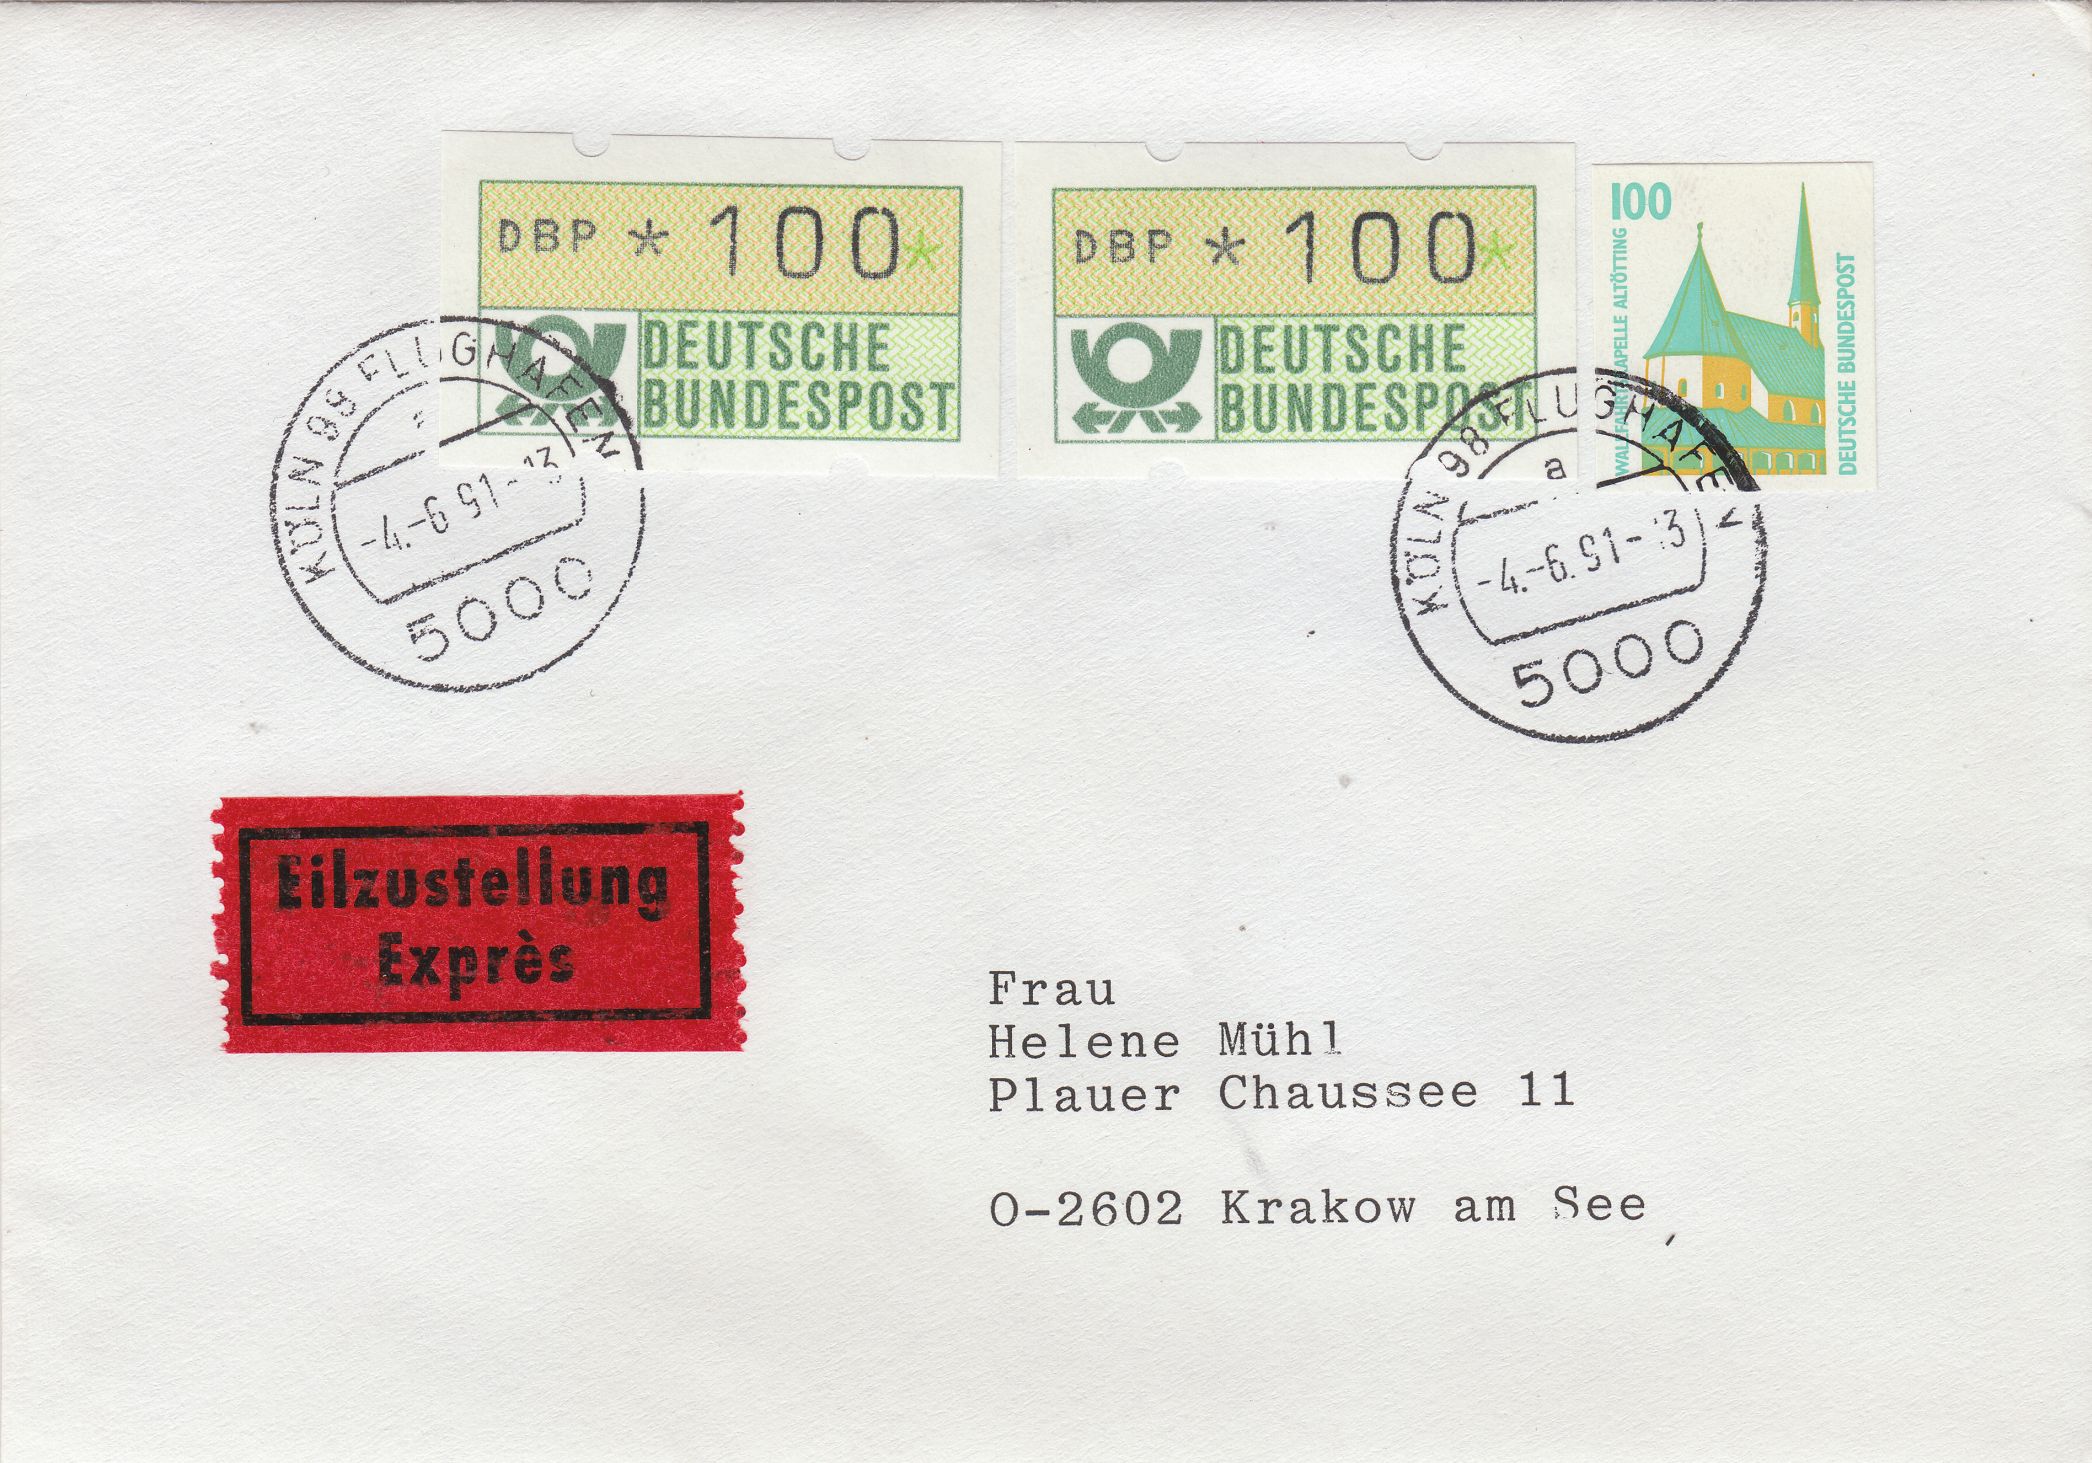 DBP * 100*
DEUTSCHE
BUNDESPOST
DBP * 100*
DEUTSCHE
BUNDESPOST
100
WALLFAHRTSKAPELLE ALTÖTTING
DEUTSCHE BUNDESPOST
KÖLN 98 FLUGHAFEN
-4.-6.91-13
5000
KÖLN 98 FLUGHAFEN
a
-4.-6.91-13
5000
Eilzustellung
Exprès
Frau
Helene Mühl
Plauer Chaussee 11
O-2602 Krakow am See